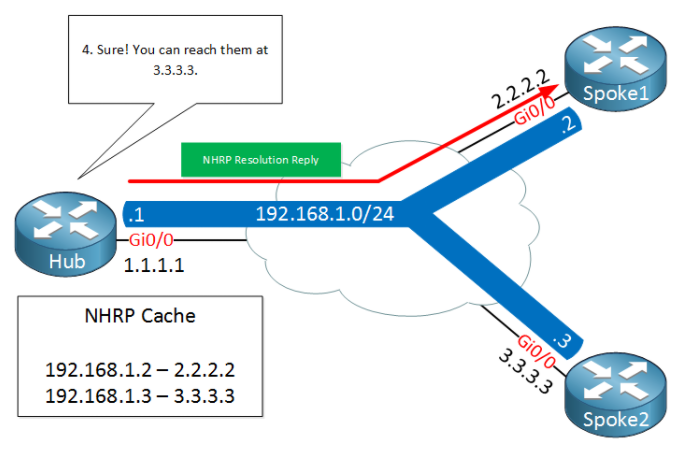 4. Sure! You can reach them at
3.3.3.3.
2.2.2.2
Gi0/0
Spoke1
.2
NHRP Resolution Reply
.1
192.168.1.0/24
Gi0/0
1.1.1.1
Hub
NHRP Cache
192.168.1.2 – 2.2.2.2
192.168.1.3 – 3.3.3.3
.3
Gi0/0
3.3.3.3
Spoke2